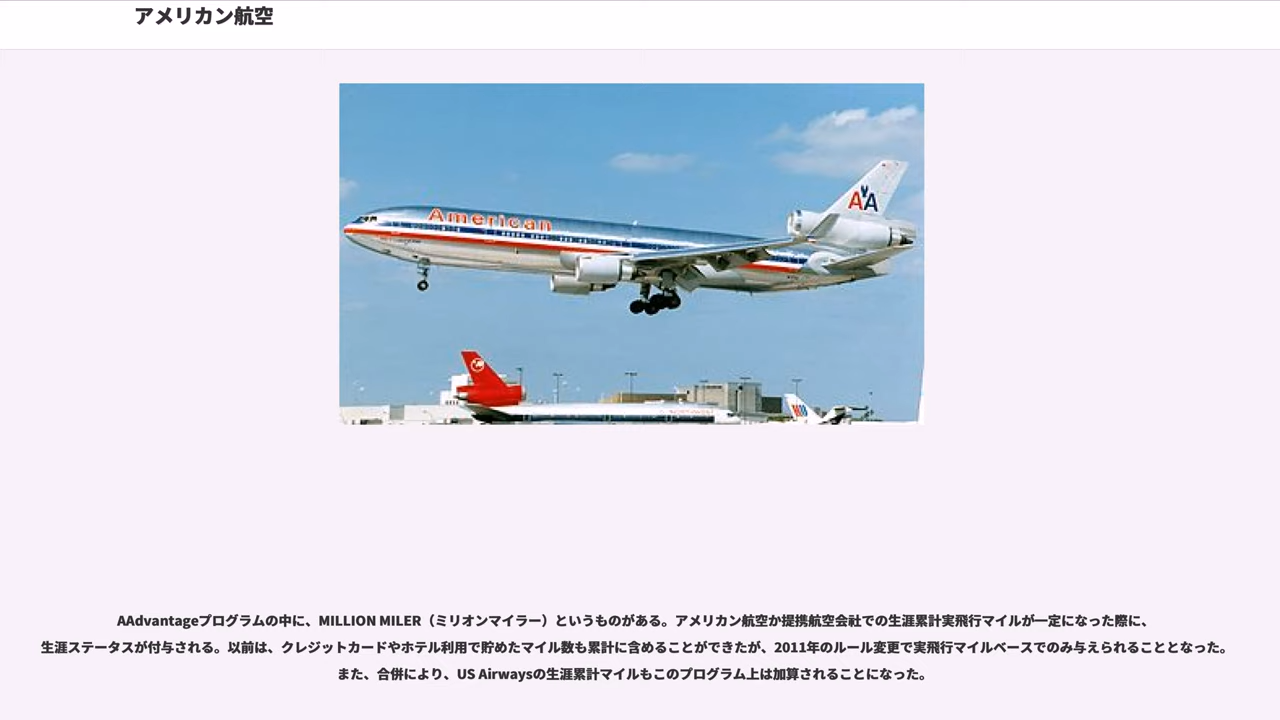 アメリカン航空
American
AA
AAdvantageプログラムの中に、MILLION MILER（ミリオンマイラー）というものがある。アメリカン航空か提携航空会社での生涯累計実飛行マイルが一定になった際に、
生涯ステータスが付与される。以前は、クレジットカードやホテル利用で貯めたマイル数も累計に含めることができたが、2011年のルール変更で実飛行マイルベースでのみ与えられることとなった。
また、合併により、US Airwaysの生涯累計マイルもこのプログラム上は加算されることになった。